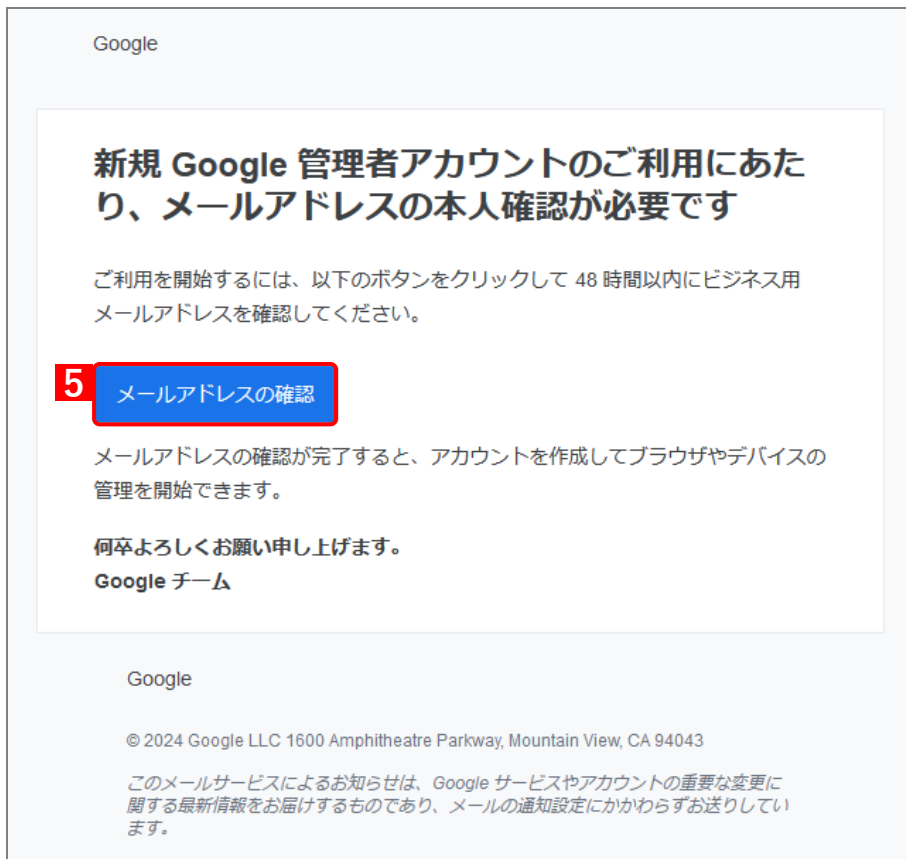 Google
新規 Google 管理者アカウントのご利用にあた
り、メールアドレスの本人確認が必要です
ご利用を開始するには、以下のボタンをクリックして 48 時間以内にビジネス用
メールアドレスを確認してください。
5
メールアドレスの確認
メールアドレスの確認が完了すると、アカウントを作成してブラウザやデバイスの
管理を開始できます。
何卒よろしくお願い申し上げます。
Google チーム
Google
© 2024 Google LLC 1600 Amphitheatre Parkway, Mountain View, CA 94043
このメールサービスによるお知らせは、Google サービスやアカウントの重要な変更に
関する最新情報をお届けするものであり、メールの通知設定にかかわらずお送りしてい
ます。